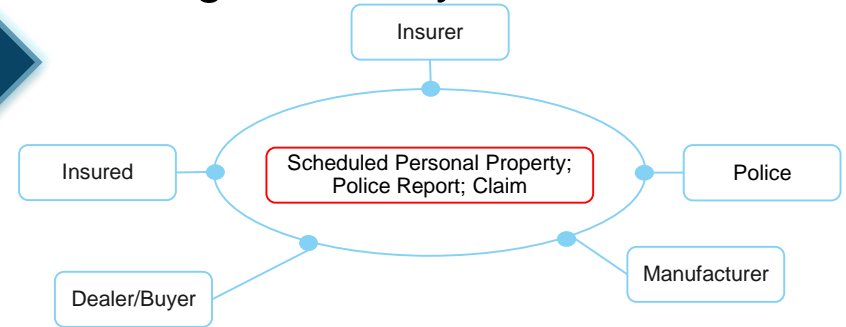 Insurer
Insured
Scheduled Personal Property;
Police Report; Claim
Police
Manufacturer
Dealer/Buyer